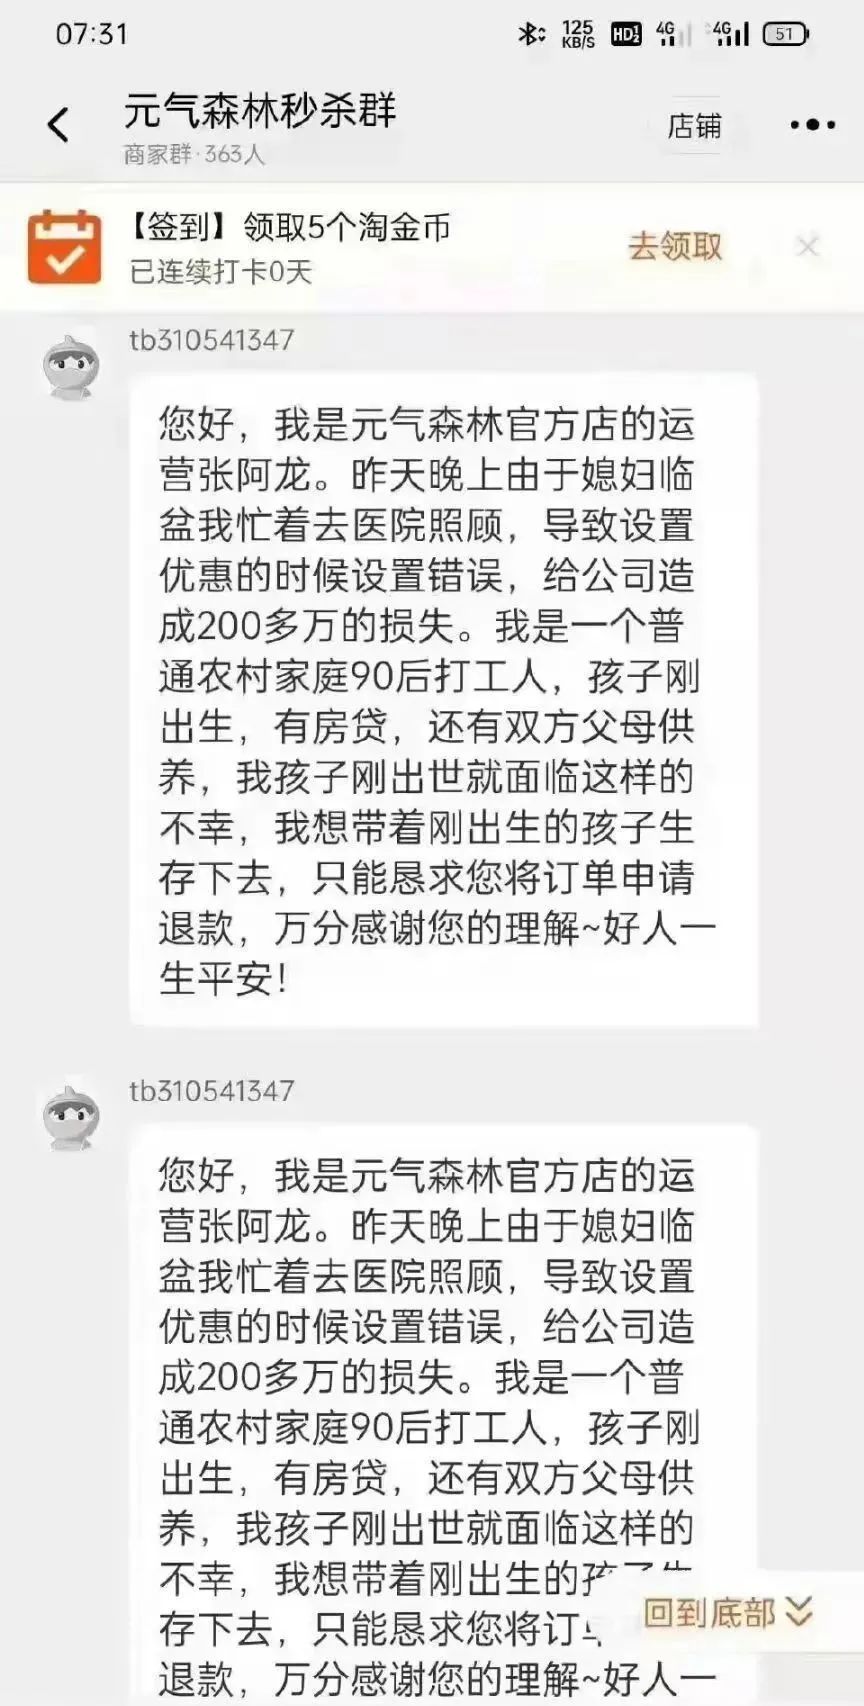 07:31
125
KB/S
HD
4G
4G
51
元气森林秒杀群
商家群·363人
店铺
【签到】领取5个淘金币
已连续打卡0天
去领取
tb310541347
您好，我是元气森林官方店的运
营张阿龙。昨天晚上由于媳妇临
盆我忙着去医院照顾，导致设置
优惠的时候设置错误，给公司造
成200多万的损失。我是一个普
通农村家庭90后打工人，孩子刚
出生，有房贷，还有双方父母供
养，我孩子刚出世就面临这样的
不幸，我想带着刚出生的孩子生
存下去，只能恳求您将订单申请
退款，万分感谢您的理解~好人一
生平安！
tb310541347
您好，我是元气森林官方店的运
营张阿龙。昨天晚上由于媳妇临
盆我忙着去医院照顾，导致设置
优惠的时候设置错误，给公司造
成200多万的损失。我是一个普
通农村家庭90后打工人，孩子刚
出生，有房贷，还有双方父母供
养，我孩子刚出世就面临这样的
不幸，我想带着刚出生的孩子生
存下去，只能恳求您将订单
回到底部
退款，万分感谢您的理解~好人一